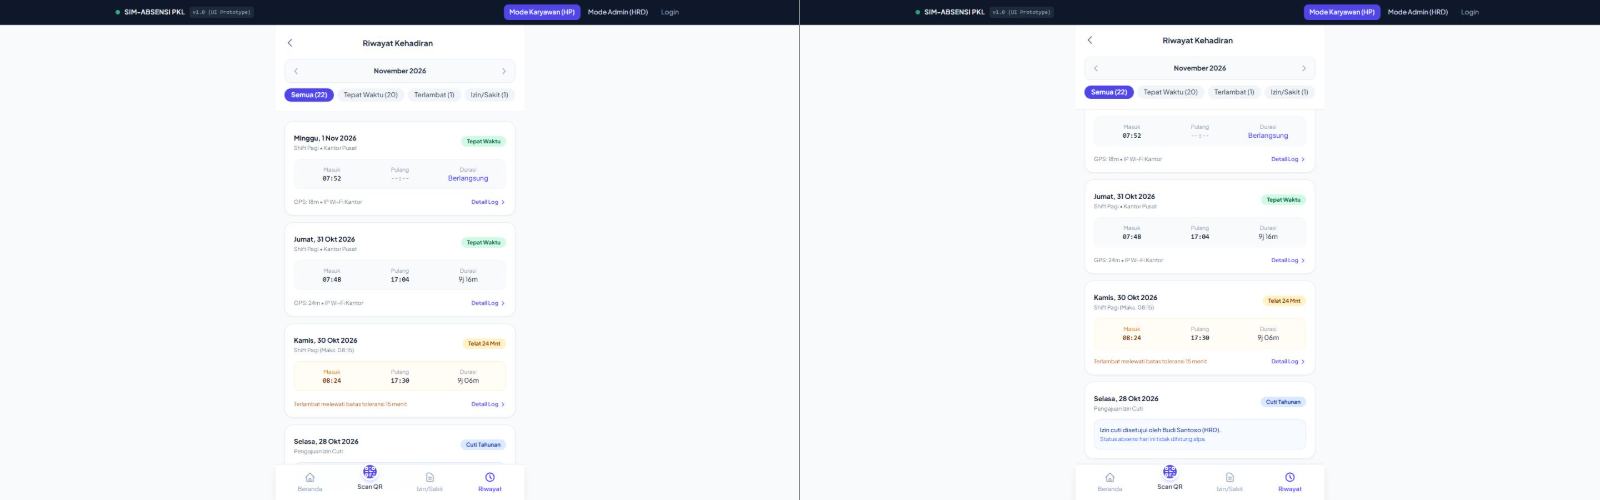 SIM-ABSENSI PKL v1.0 (UI Prototype) Mode Karyawan (HP) Mode Admin (HRD) Login
Riwayat Kehadiran
November 2026
Semua (22) Tepat Waktu (20) Terlambat (1) Izin/Sakit (1)
Minggu, 1 Nov 2026 Tepat Waktu
Shift Pagi • Kantor Pusat
Masuk Pulang Durasi
07:52 --:-- Berlangsung
GPS: 18m • IP Wi-Fi Kantor Detail Log
Jumat, 31 Okt 2026 Tepat Waktu
Shift Pagi • Kantor Pusat
Masuk Pulang Durasi
07:48 17:04 9j 16m
GPS: 24m • IP Wi-Fi Kantor Detail Log
Kamis, 30 Okt 2026 Telat 24 Mnt
Shift Pagi (Maks. 08:15)
Masuk Pulang Durasi
08:24 17:30 9j 06m
Terlambat melewati batas toleransi 15 menit Detail Log
Selasa, 28 Okt 2026 Cuti Tahunan
Pengajuan Izin Cuti
Beranda Scan QR Izin/Sakit Riwayat
SIM-ABSENSI PKL v1.0 (UI Prototype) Mode Karyawan (HP) Mode Admin (HRD) Login
Riwayat Kehadiran
November 2026
Semua (22) Tepat Waktu (20) Terlambat (1) Izin/Sakit (1)
Masuk Pulang Durasi
07:52 --:-- Berlangsung
GPS: 18m • IP Wi-Fi Kantor Detail Log
Jumat, 31 Okt 2026 Tepat Waktu
Shift Pagi • Kantor Pusat
Masuk Pulang Durasi
07:48 17:04 9j 16m
GPS: 24m • IP Wi-Fi Kantor Detail Log
Kamis, 30 Okt 2026 Telat 24 Mnt
Shift Pagi (Maks. 08:15)
Masuk Pulang Durasi
08:24 17:30 9j 06m
Terlambat melewati batas toleransi 15 menit Detail Log
Selasa, 28 Okt 2026 Cuti Tahunan
Pengajuan Izin Cuti
Izin cuti disetujui oleh Budi Santoso (HRD).
Status absensi hari ini tidak dihitung alpa.
Beranda Scan QR Izin/Sakit Riwayat